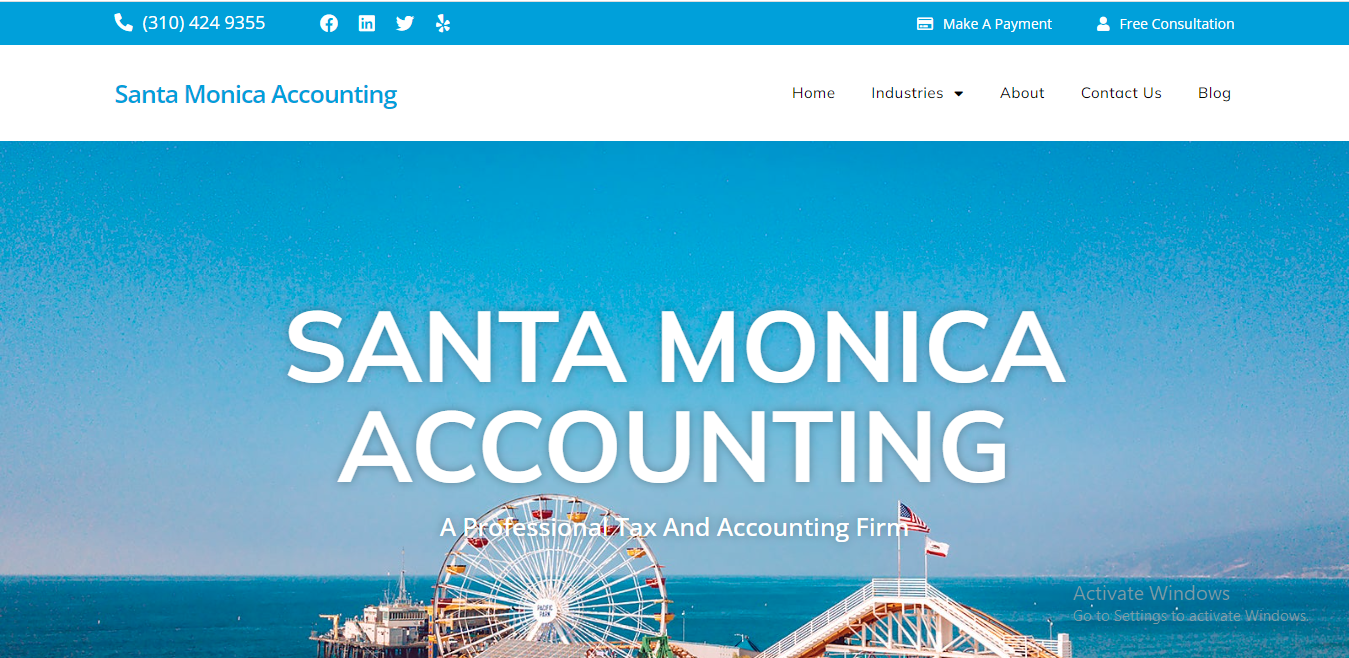 (310) 424 9355
Make A Payment
Free Consultation
Santa Monica Accounting
Home
Industries
About
Contact Us
Blog
SANTA MONICA
ACCOUNTING
A Professional Tax And Accounting Firm
PACIFIC
PARK
Activate Windows
Go to Settings to activate Windows.